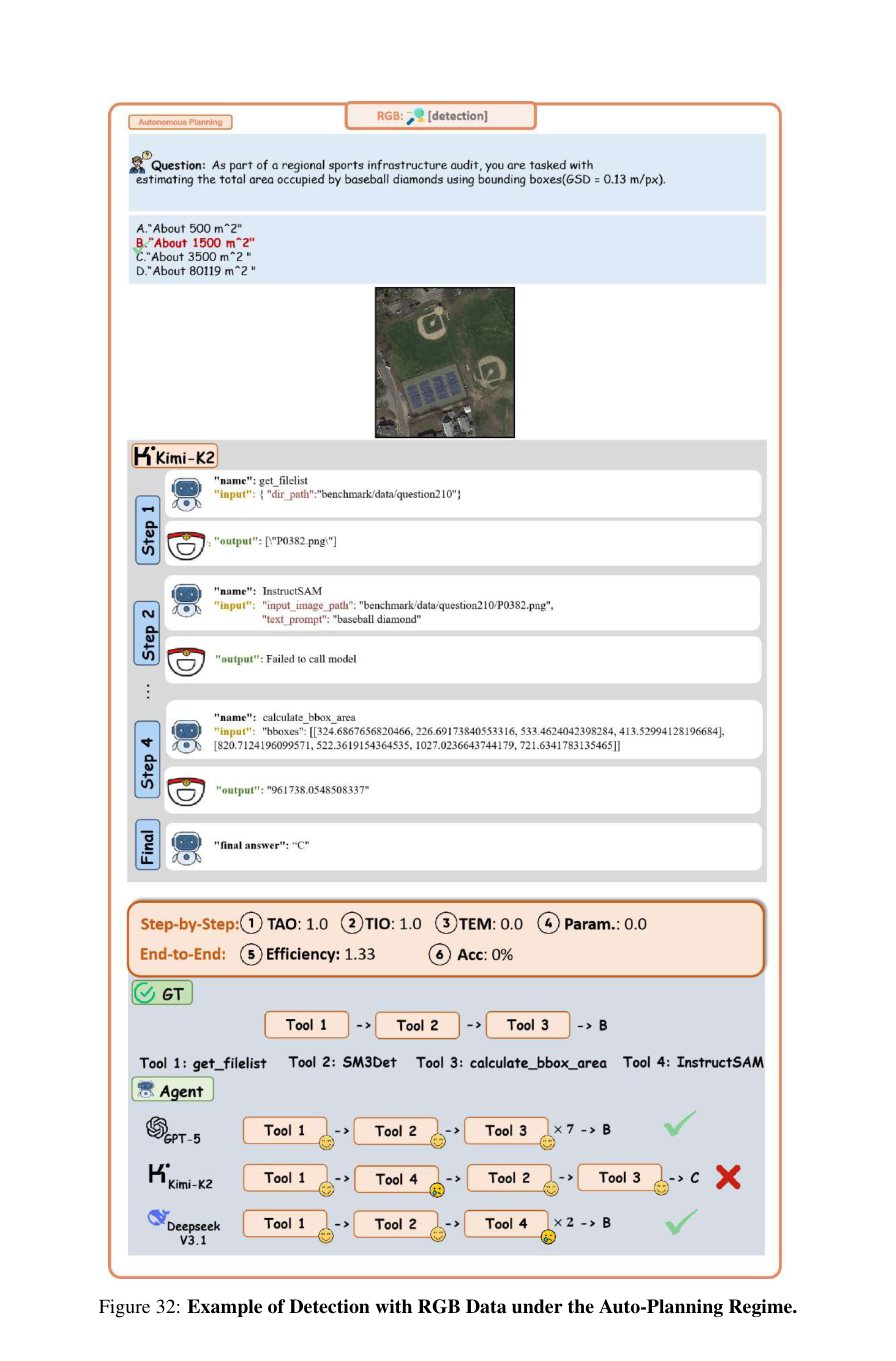 Autonomous Planning
RGB: [detection]
Question: As part of a regional sports infrastructure audit, you are tasked with
estimating the total area occupied by baseball diamonds using bounding boxes(GSD = 0.13 m/px).
A."About 500 m^2"
B."About 1500 m^2"
C."About 3500 m^2 "
D."About 80119 m^2 "
Kimi-K2
Step 1
"name": get_filelist
"input": { "dir_path":"benchmark/data/question210"}
"output": [\"P0382.png\"]
Step 2
"name": InstructSAM
"input": "input_image_path": "benchmark/data/question210/P0382.png",
"text_prompt": "baseball diamond"
"output": Failed to call model
...
Step 4
"name": calculate_bbox_area
"input": "bboxes": [[324.6867656820466, 226.69173840553316, 533.4624042398284, 413.52994128196684],
[820.7124196099571, 522.3619154364535, 1027.0236643744179, 721.6341783135465]]
"output": "961738.0548508337"
Final
"final answer": "C"
Step-by-Step: 1 TAO: 1.0 2 TIO: 1.0 3 TEM: 0.0 4 Param.: 0.0
End-to-End: 5 Efficiency: 1.33 6 Acc: 0%
GT
Tool 1 -> Tool 2 -> Tool 3 -> B
Tool 1: get_filelist Tool 2: SM3Det Tool 3: calculate_bbox_area Tool 4: InstructSAM
Agent
GPT-5 Tool 1 -> Tool 2 -> Tool 3 × 7 -> B
Kimi-K2 Tool 1 -> Tool 4 -> Tool 2 -> Tool 3 -> C
Deepseek V3.1 Tool 1 -> Tool 2 -> Tool 4 × 2 -> B
Figure 32: Example of Detection with RGB Data under the Auto-Planning Regime.